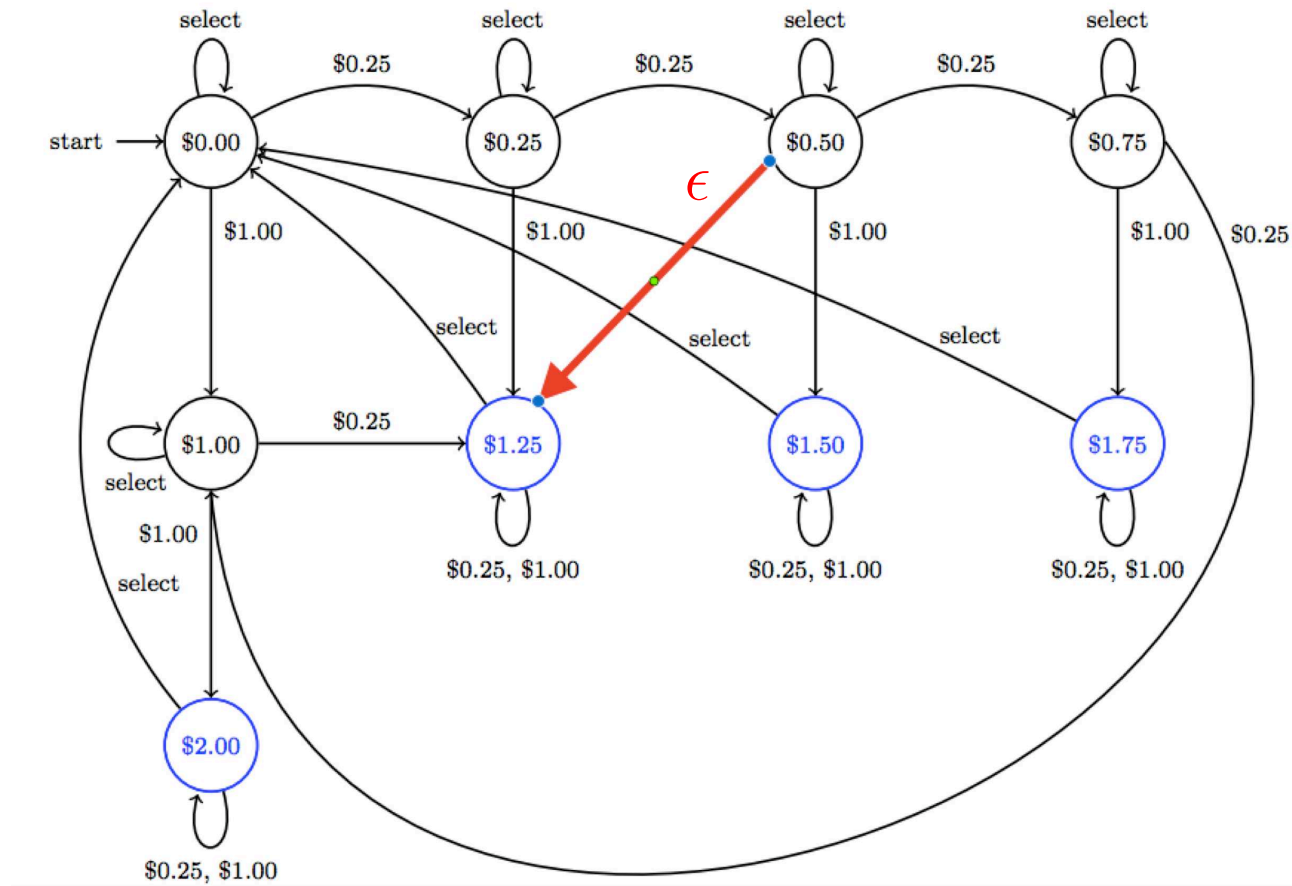 select select select select
$0.25 $0.25 $0.25
start $0.00 $0.25 $0.50 $0.75
ϵ
$1.00 $1.00 $1.00 $1.00 $0.25
select select select
$0.25
$1.00 $1.25 $1.50 $1.75
select
$1.00
$0.25, $1.00 $0.25, $1.00 $0.25, $1.00
select
$2.00
$0.25, $1.00